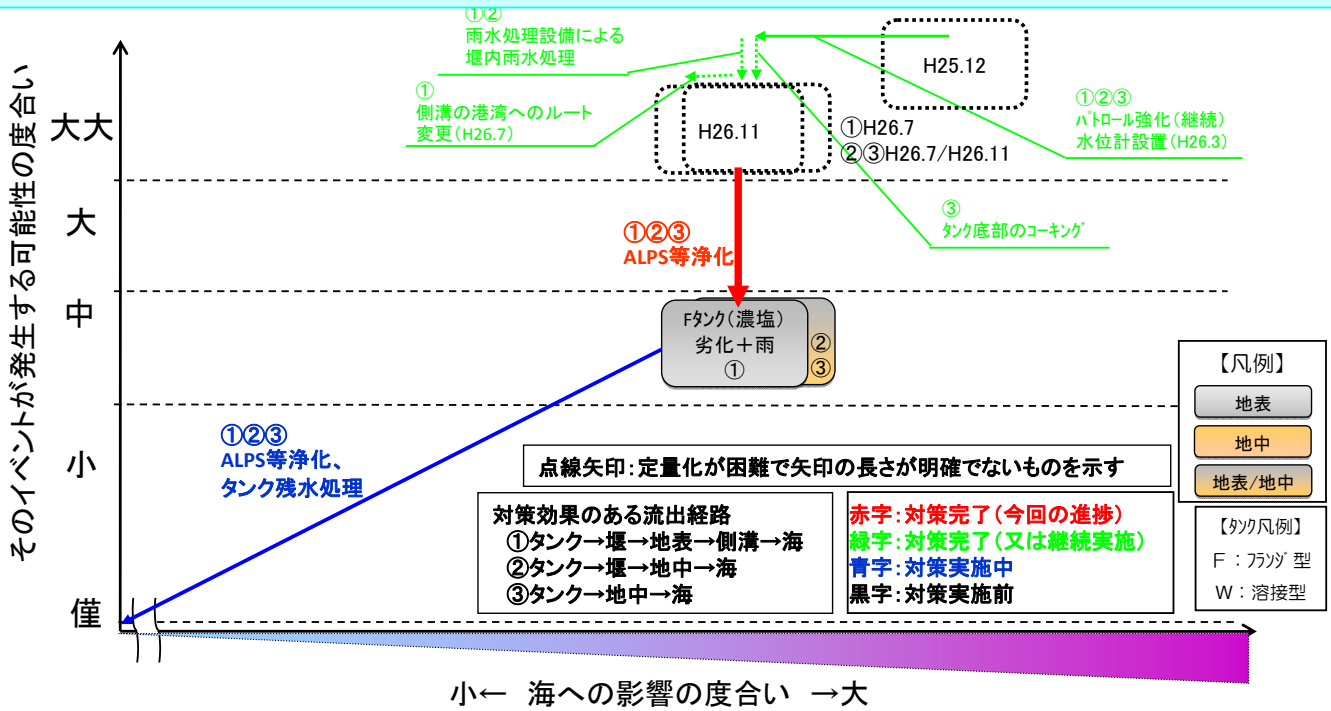 そのイベントが発生する可能性の度合い
大大
大
中
小
僅
①②
雨水処理設備による
堰内雨水処理
①
側溝の港湾へのルート
変更(H26.7)
H25.12
①②③
パトロール強化(継続)
水位計設置(H26.3)
H26.11
①H26.7
②③H26.7/H26.11
③
タンク底部のコーキング
①②③
ALPS等浄化
Fタンク(濃塩)
劣化＋雨
①
②
③
①②③
ALPS等浄化、
タンク残水処理
【凡例】
地表
地中
地表/地中
点線矢印：定量化が困難で矢印の長さが明確でないものを示す
対策効果のある流出経路
①タンク→堰→地表→側溝→海
②タンク→堰→地中→海
③タンク→地中→海
赤字：対策完了(今回の進捗)
緑字：対策完了(又は継続実施)
青字：対策実施中
黒字：対策実施前
【タンク凡例】
F：フランジ型
W：溶接型
小← 海への影響の度合い →大